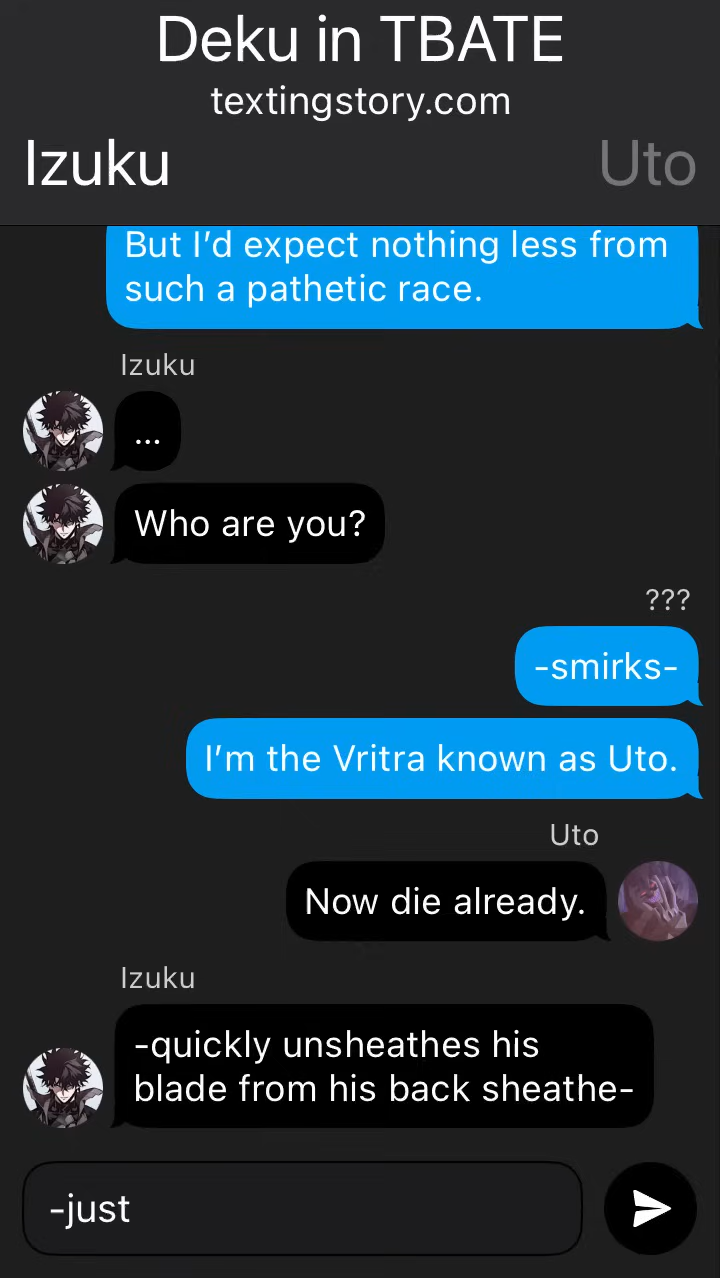 Deku in TBATE
textingstory.com
Izuku
Uto
But I’d expect nothing less from
such a pathetic race.
Izuku
...
Who are you?
???
-smirks-
I’m the Vritra known as Uto.
Uto
Now die already.
Izuku
-quickly unsheathes his
blade from his back sheathe-
-just